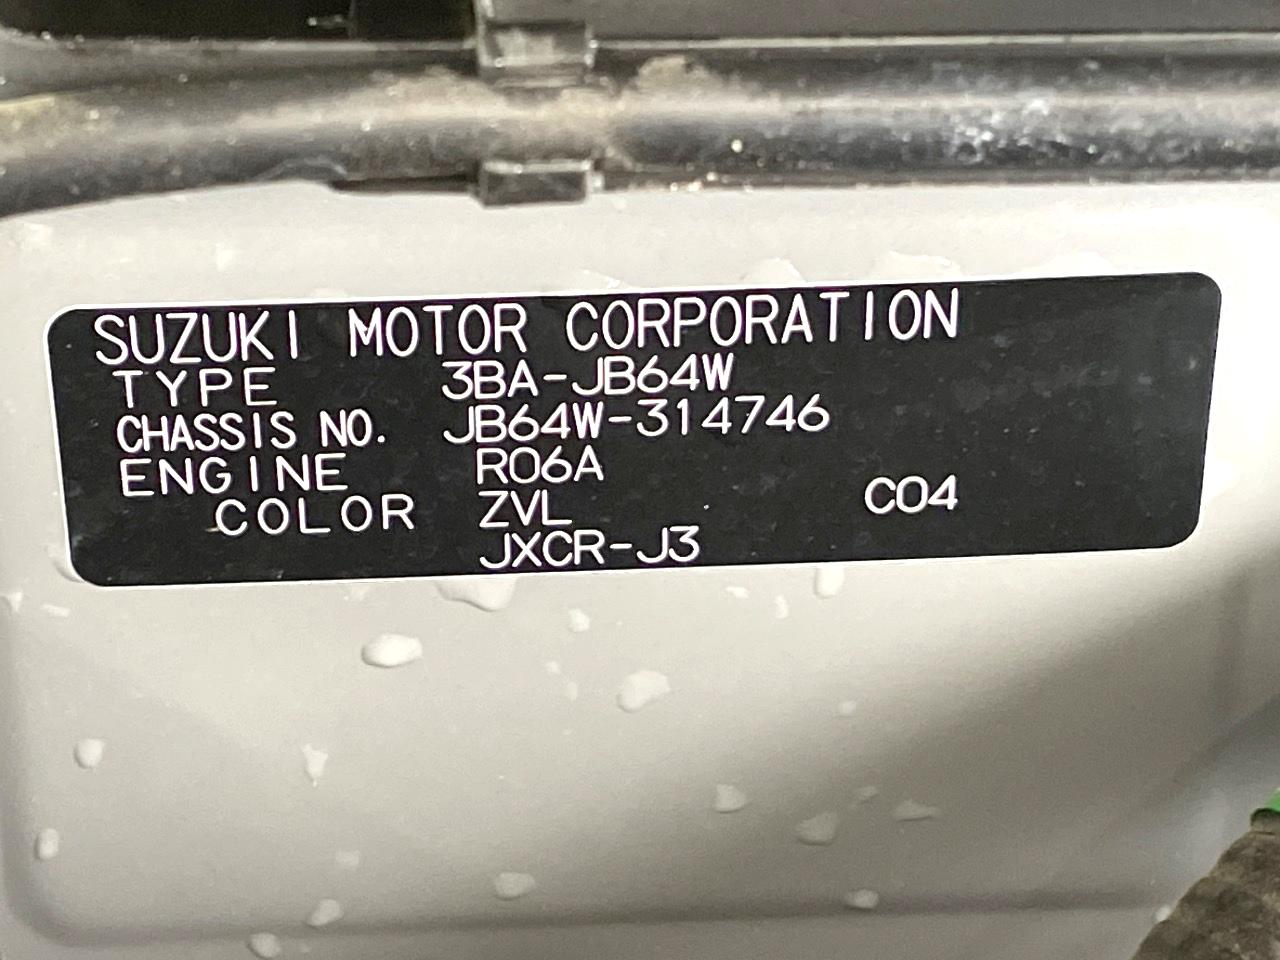 SUZUKI MOTOR CORPORATION
TYPE 3BA-JB64W
CHASSIS NO. JB64W-314746
ENGINE R06A
COLOR ZVL C04
JXCR-J3